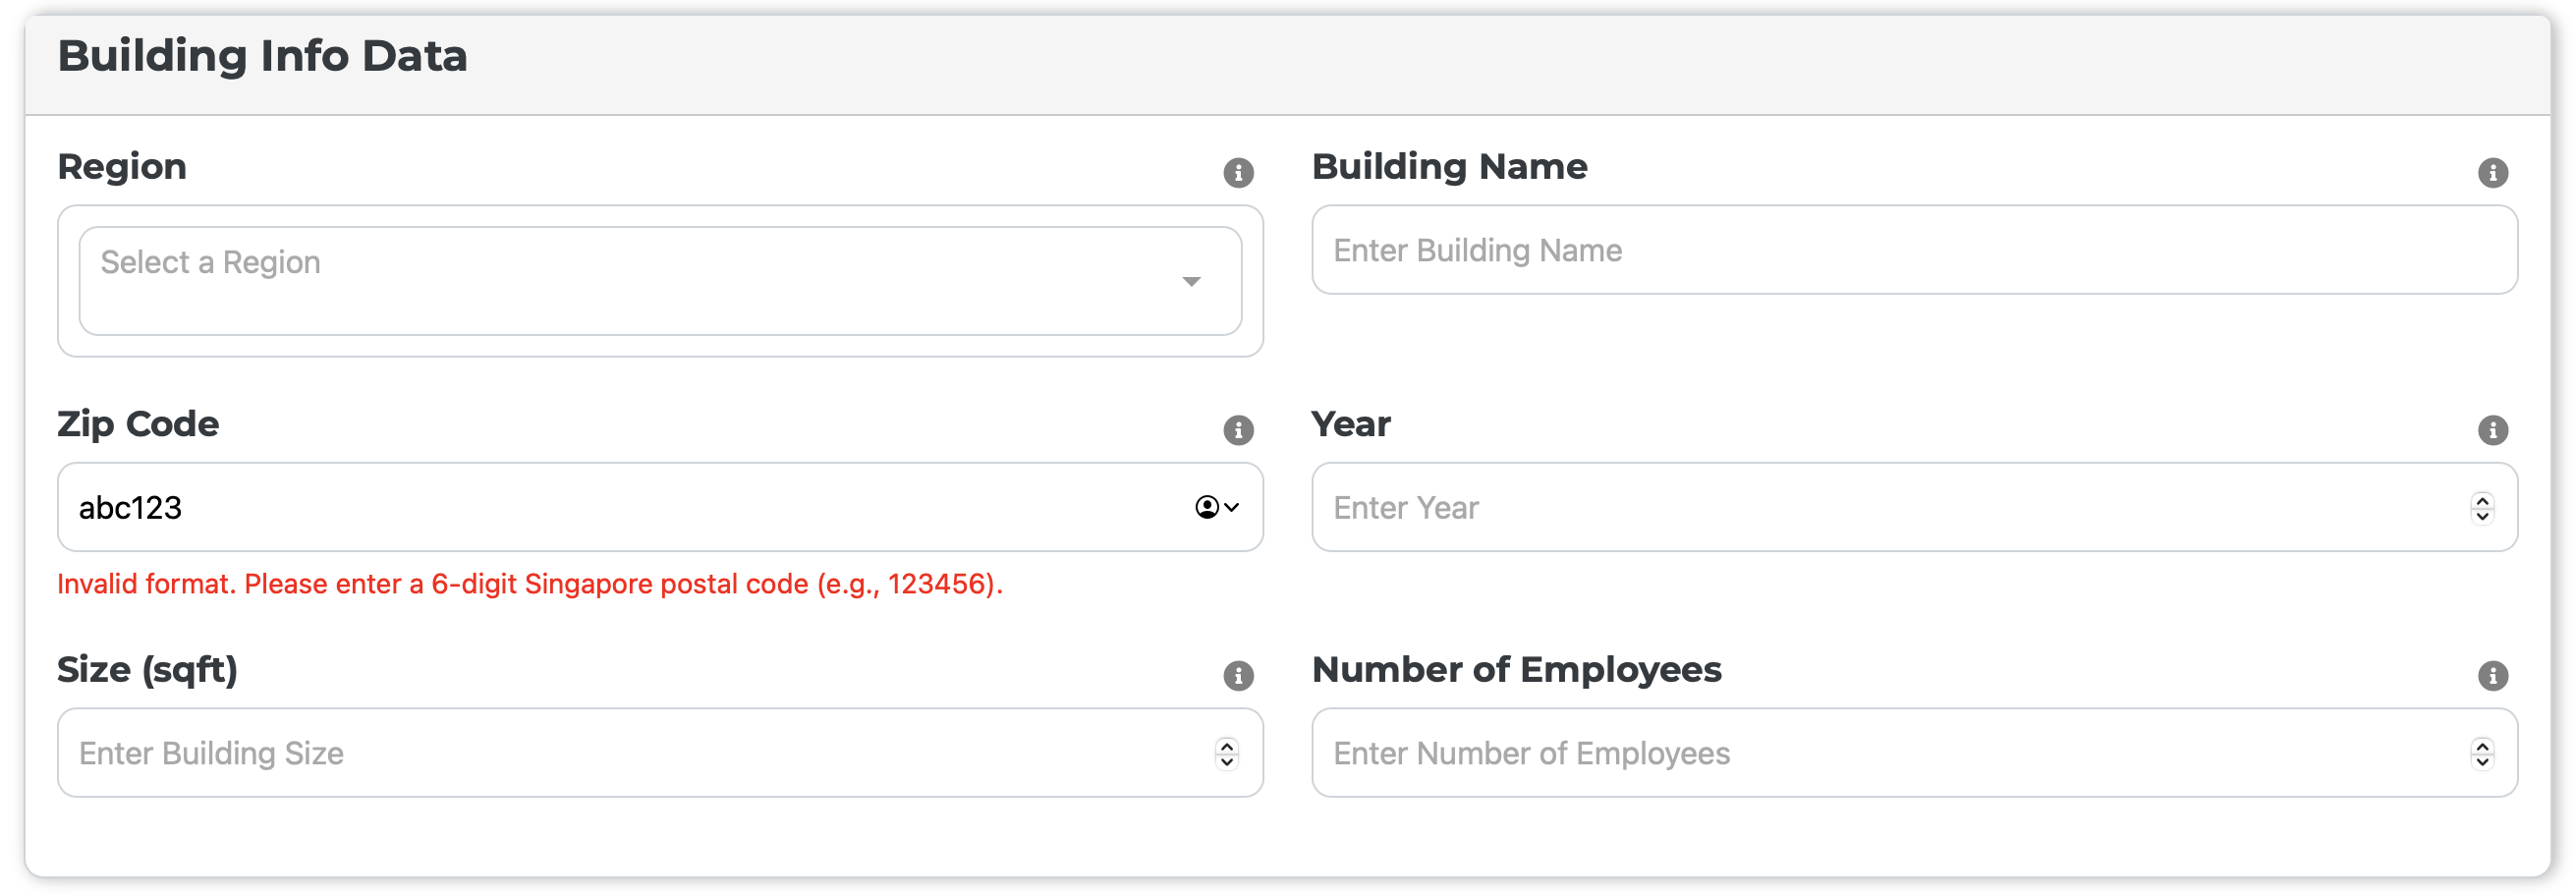 Building Info Data
Region
Building Name
Select a Region
Enter Building Name
Zip Code
Year
abc123
Enter Year
Invalid format. Please enter a 6-digit Singapore postal code (e.g., 123456).
Size (sqft)
Number of Employees
Enter Building Size
Enter Number of Employees